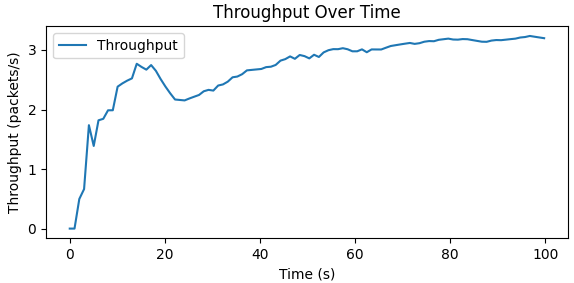 Throughput Over Time
Throughput
Throughput (packets/s)
3
2
1
0
0 20 40 60 80 100
Time (s)